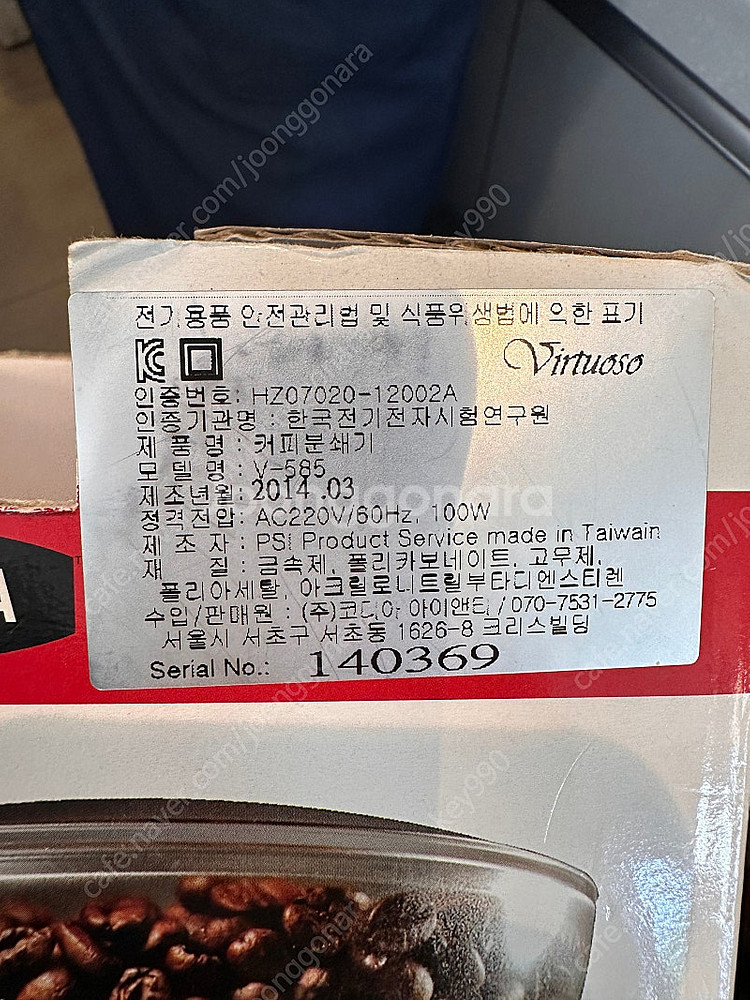 전기용품 안전관리법 및 식품위생법에 의한 표기
Virtuoso
인증번호: HZ07020-12002A
인증기관명 : 한국전기전자시험연구원
제 품 명 : 커피분쇄기
모 델 명 : V-585
제조년월: 2014 .03
정격전압: AC220V/60Hz, 100W
제 조 자 : PSI Product Service made in Taiwain
재 질 : 금속제, 폴리카보네이트, 고무제,
폴리아세탈, 아크릴로니트릴부타디엔스티렌
수입/판매원 : (주)코디아 아이앤티 / 070-7531-2775
서울시 서초구 서초동 1626-8 크리스빌딩
Serial No.: 140369
A
joonggonara
cafe.naver.com/joonggonara